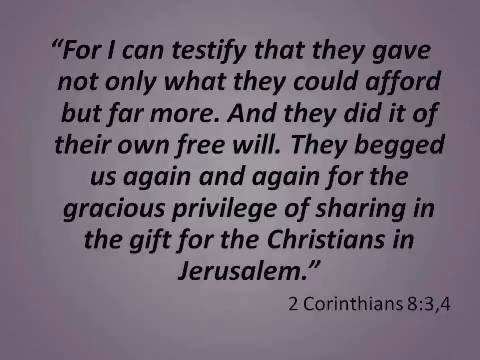 “For I can testify that they gave
not only what they could afford
but far more. And they did it of
their own free will. They begged
us again and again for the
gracious privilege of sharing in
the gift for the Christians in
Jerusalem.”
2 Corinthians 8:3,4